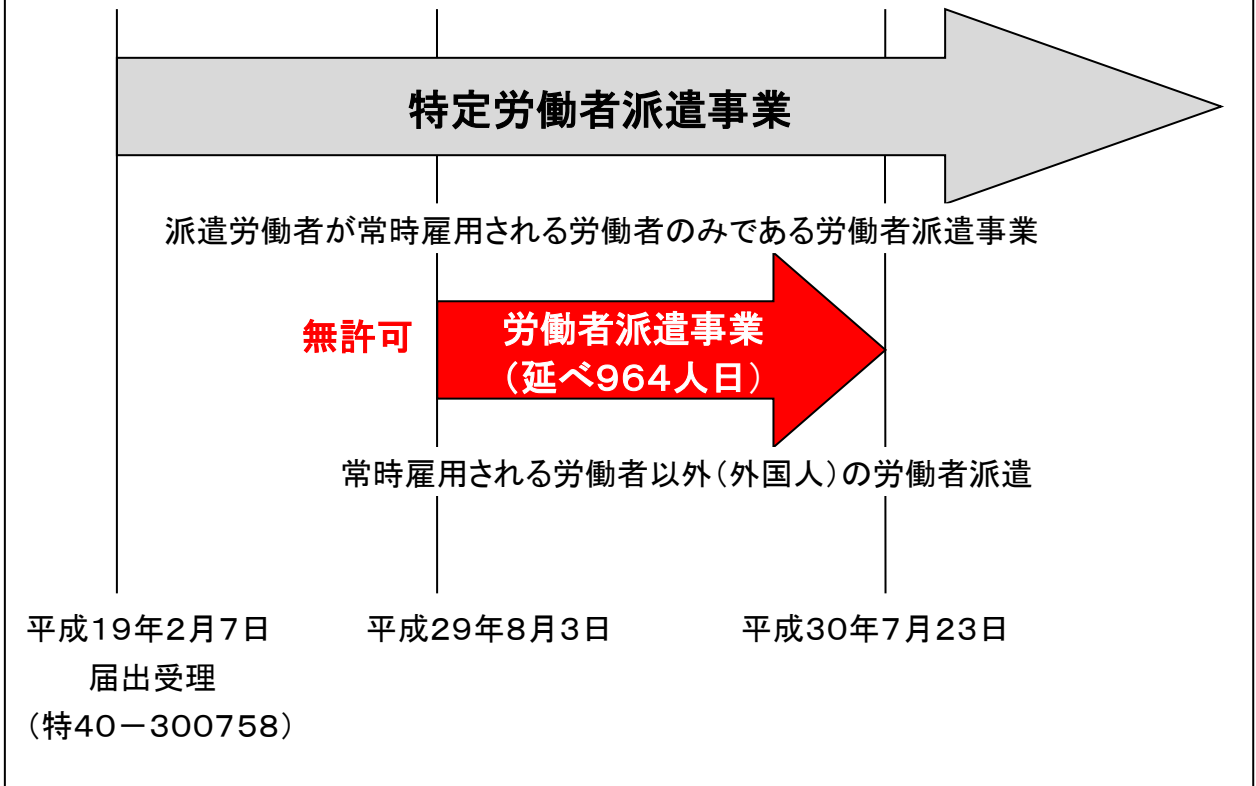 特定労働者派遣事業
派遣労働者が常時雇用される労働者のみである労働者派遣事業
無許可
労働者派遣事業
（延べ９６４人日）
常時雇用される労働者以外（外国人）の労働者派遣
平成１９年２月７日
届出受理
（特４０－３００７５８）
平成２９年８月３日
平成３０年７月２３日